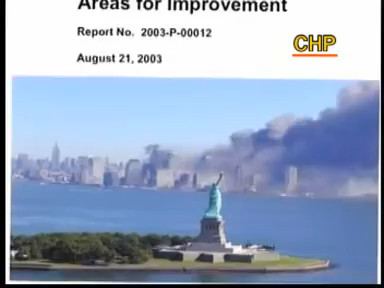 Areas for Improvement
Report No. 2003-P-00012
CHP
August 21, 2003